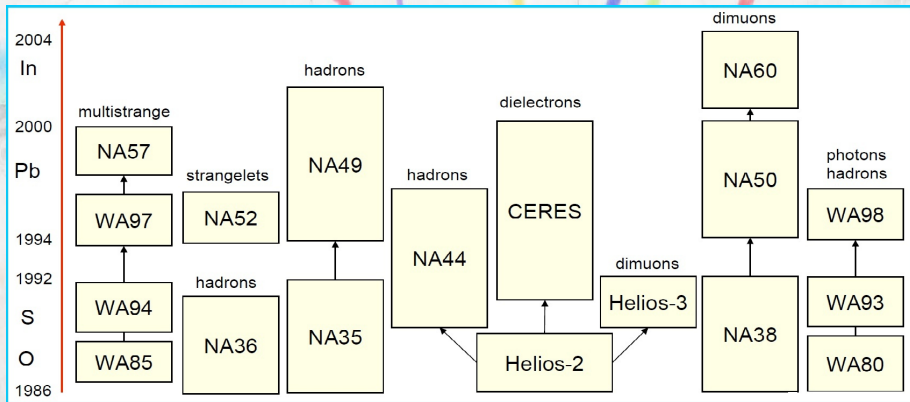 2004
In
2000
Pb
1994
1992
S
O
1986
multistrange
NA57
WA97
WA94
WA85
strangelets
NA52
hadrons
NA36
hadrons
NA49
NA35
hadrons
NA44
dielectrons
CERES
Helios-2
dimuons
Helios-3
dimuons
NA60
NA50
NA38
photons
hadrons
WA98
WA93
WA80